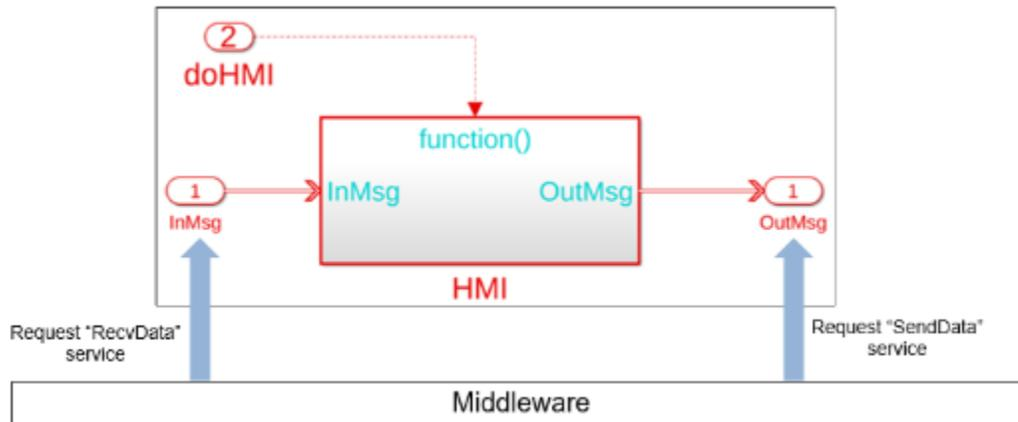 2
doHMI
function()
1
InMsg
OutMsg
1
InMsg
OutMsg
HMI
Request "RecvData"
service
Request "SendData"
service
Middleware